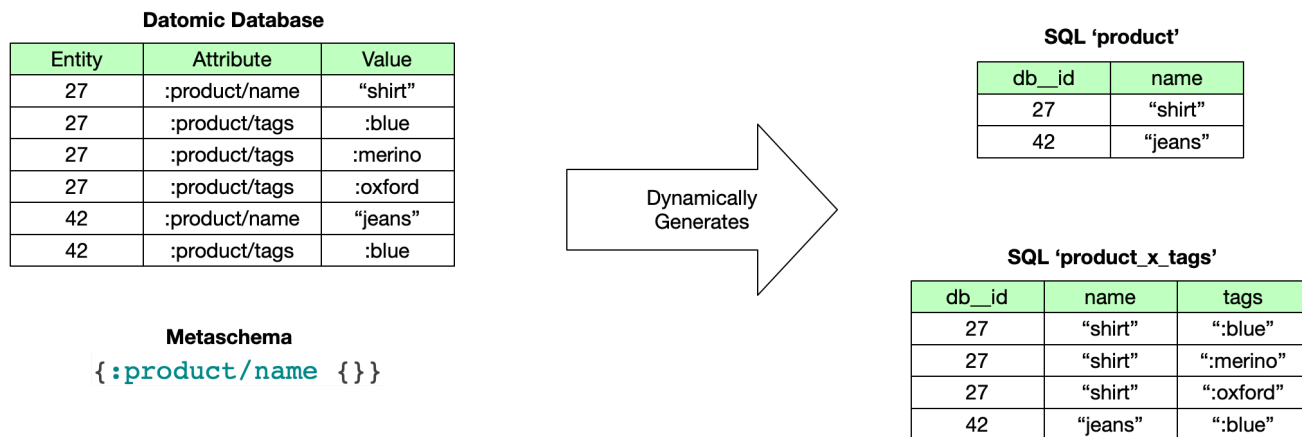 Datomic Database
Entity Attribute Value
27 :product/name “shirt”
27 :product/tags :blue
27 :product/tags :merino
27 :product/tags :oxford
42 :product/name “jeans”
42 :product/tags :blue
Metaschema
{:product/name {}}
Dynamically
Generates
SQL ‘product’
db__id name
27 “shirt”
42 “jeans”
SQL ‘product_x_tags’
db__id name tags
27 “shirt” “:blue”
27 “shirt” “:merino”
27 “shirt” “:oxford”
42 “jeans” “:blue”